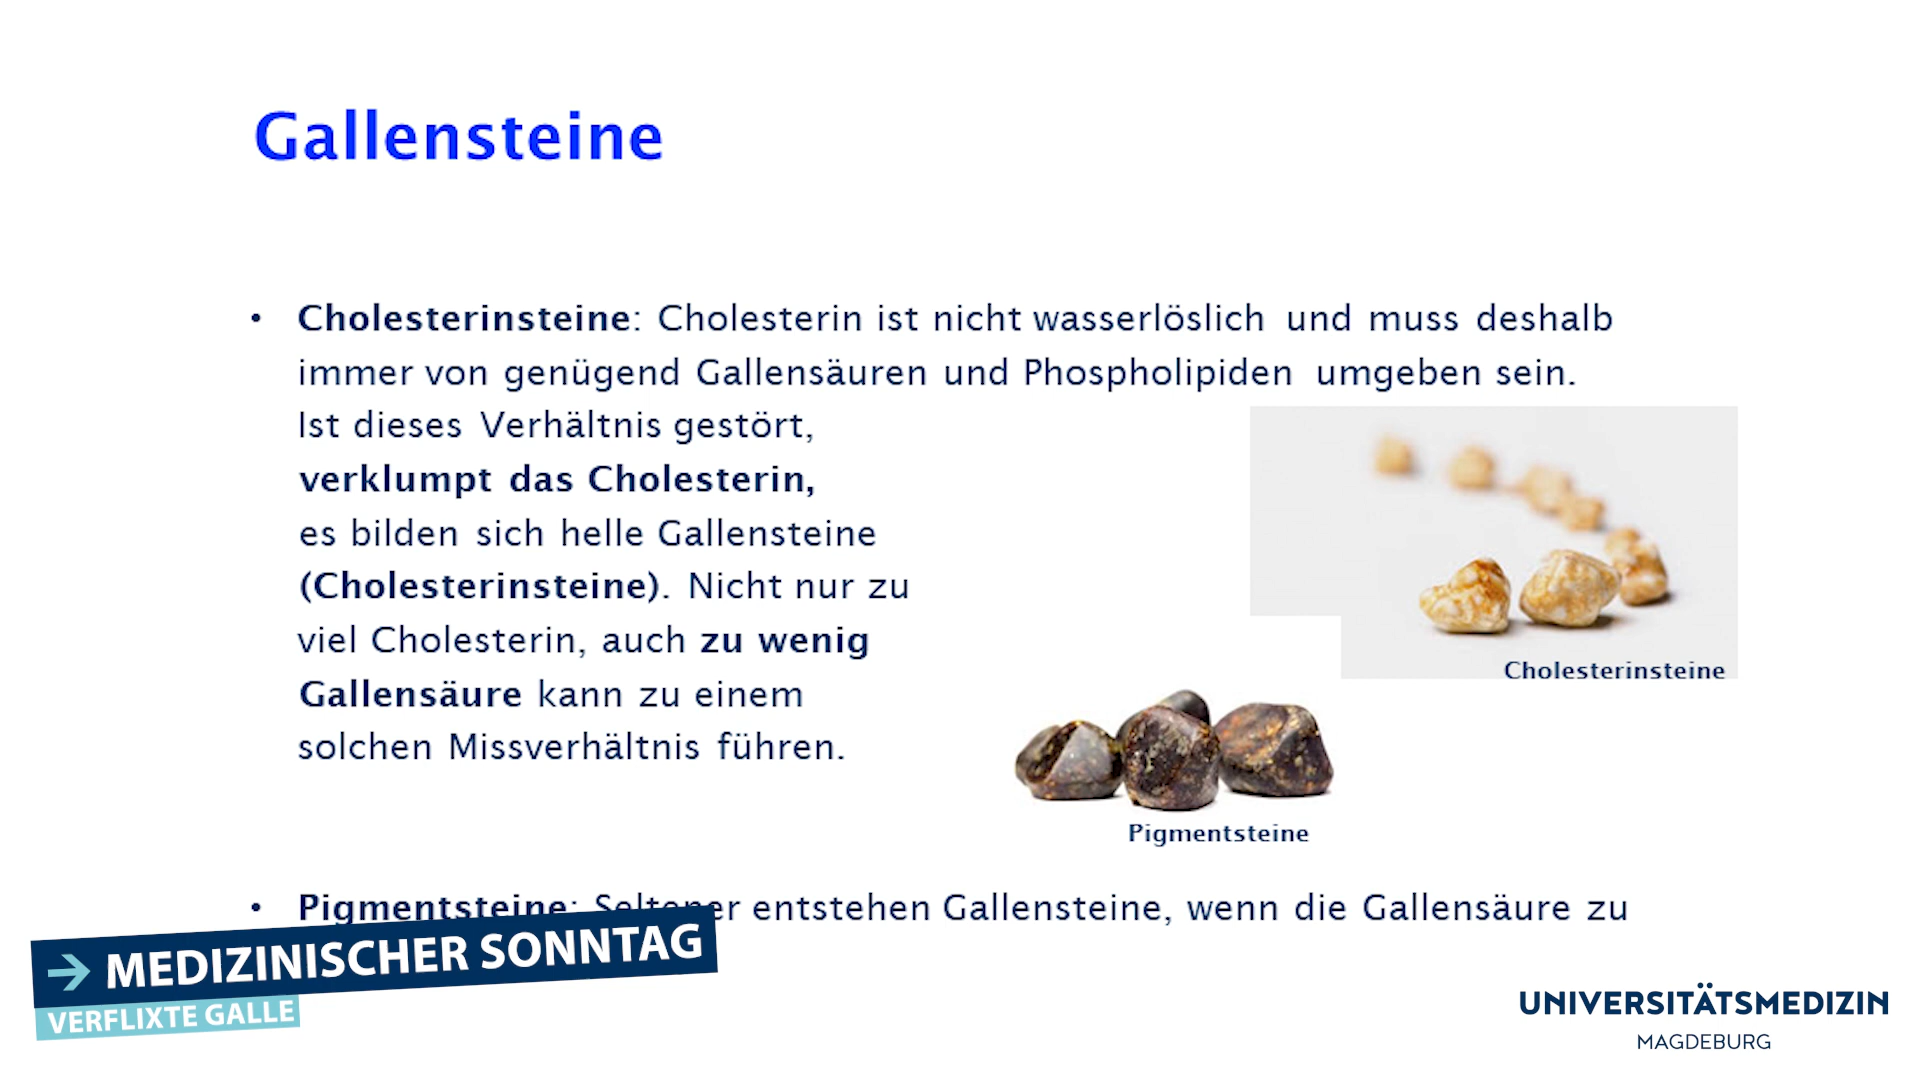 Gallensteine
• Cholesterinsteine: Cholesterin ist nicht wasserlöslich und muss deshalb
immer von genügend Gallensäuren und Phospholipiden umgeben sein.
Ist dieses Verhältnis gestört,
verklumpt das Cholesterin,
es bilden sich helle Gallensteine
(Cholesterinsteine). Nicht nur zu
viel Cholesterin, auch zu wenig
Gallensäure kann zu einem
solchen Missverhältnis führen.
Cholesterinsteine
Pigmentsteine
• Pigmentsteine: Seltener entstehen Gallensteine, wenn die Gallensäure zu
→ MEDIZINISCHER SONNTAG
VERFLIXTE GALLE
UNIVERSITÄTSMEDIZIN
MAGDEBURG